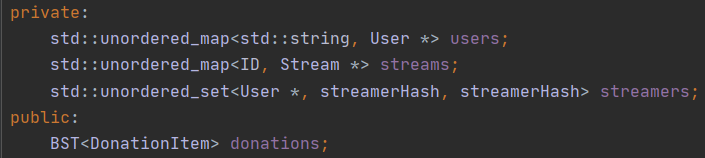 private:
    std::unordered_map<std::string, User *> users;
    std::unordered_map<ID, Stream *> streams;
    std::unordered_set<User *, streamerHash, streamerHash> streamers;
public:
    BST<DonationItem> donations;